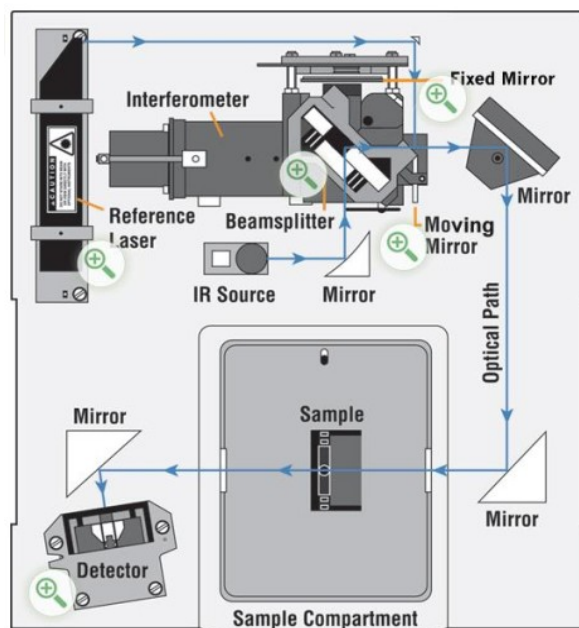 Interferometer
Fixed Mirror
CAUTION
Reference
Laser
Beamsplitter
Mirror
Moving
Mirror
IR Source
Mirror
Optical Path
Mirror
Sample
Mirror
Detector
Sample Compartment